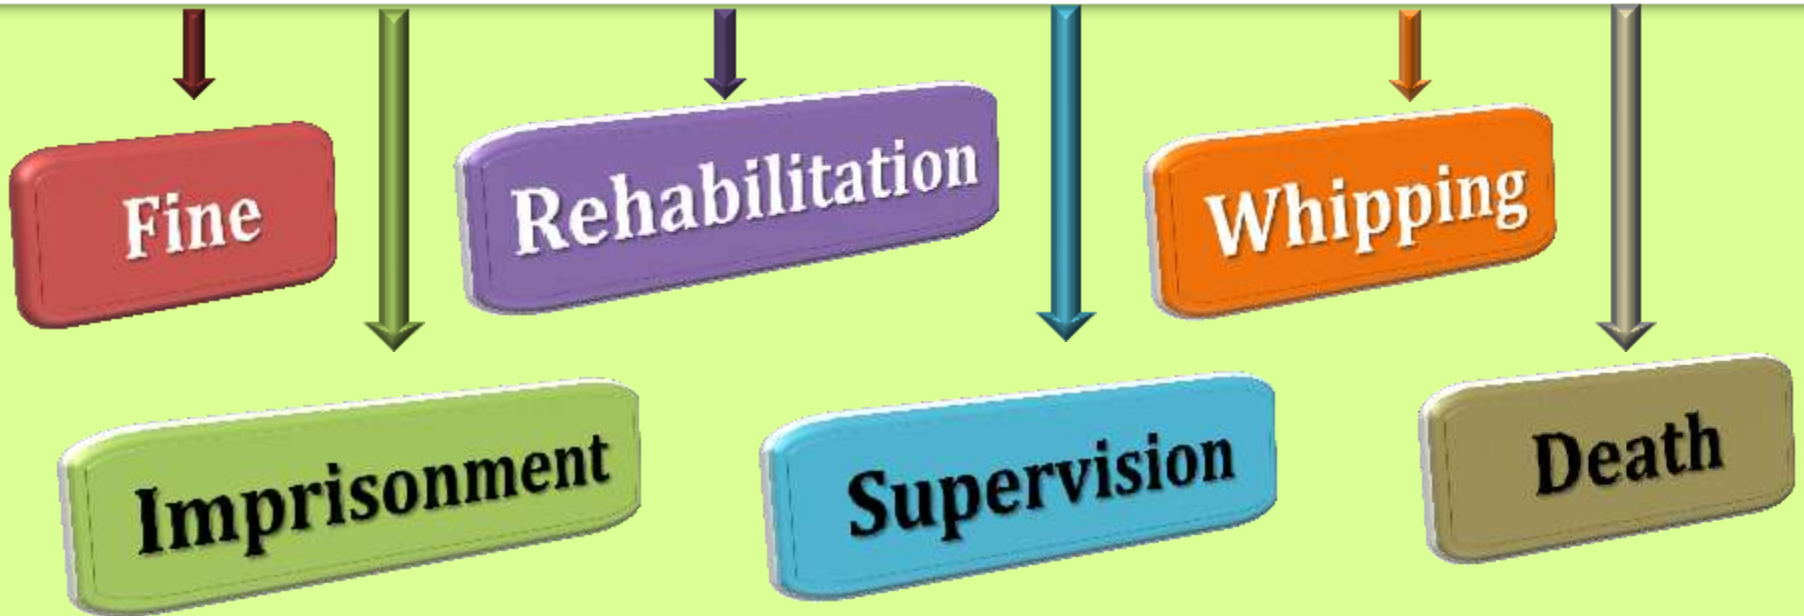 Fine
Rehabilitation
Whipping
Imprisonment
Supervision
Death